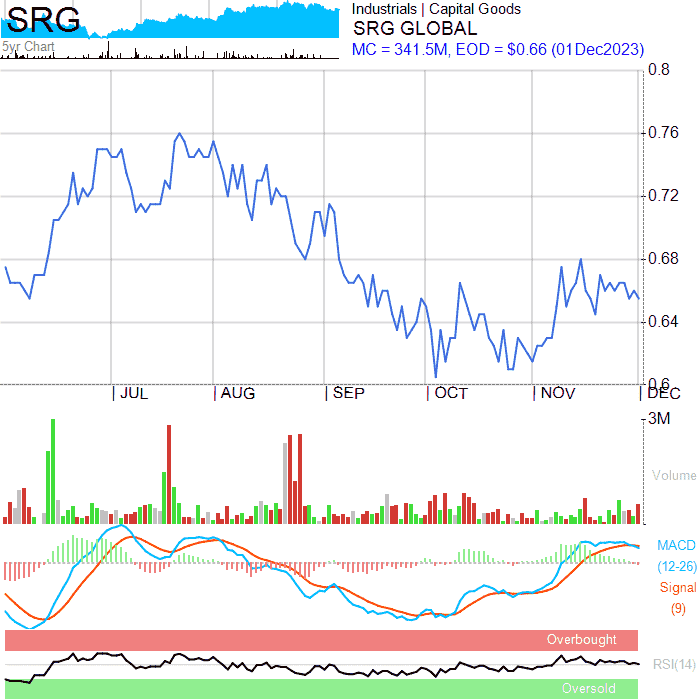 SRG
5yr Chart
Industrials | Capital Goods
SRG GLOBAL
MC = 341.5M, EOD = $0.66 (01Dec2023)
0.8
0.76
0.72
0.68
0.64
0.6
JUL AUG SEP OCT NOV DEC
3M
Volume
MACD
(12-26)
Signal
(9)
Overbought
RSI(14)
Oversold